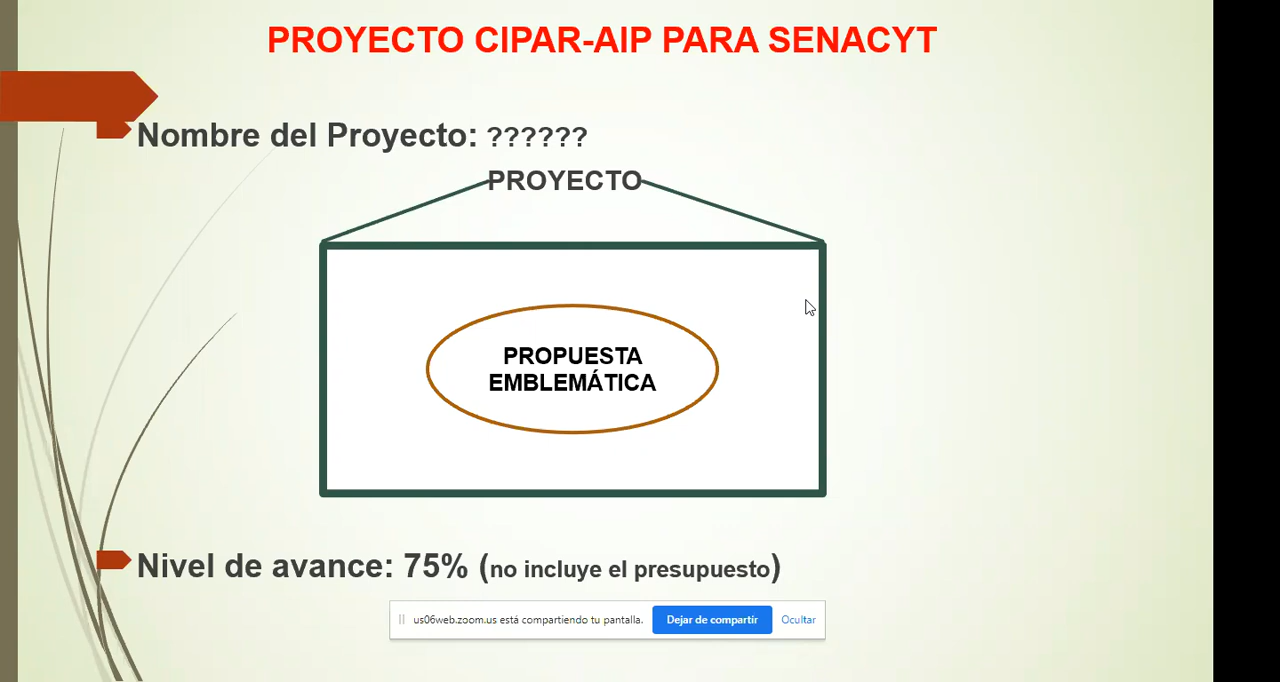 PROYECTO CIPAR-AIP PARA SENACYT
Nombre del Proyecto: ??????
PROYECTO
PROPUESTA
EMBLEMÁTICA
Nivel de avance: 75% (no incluye el presupuesto)
us06web.zoom.us está compartiendo tu pantalla. Dejar de compartir Ocultar